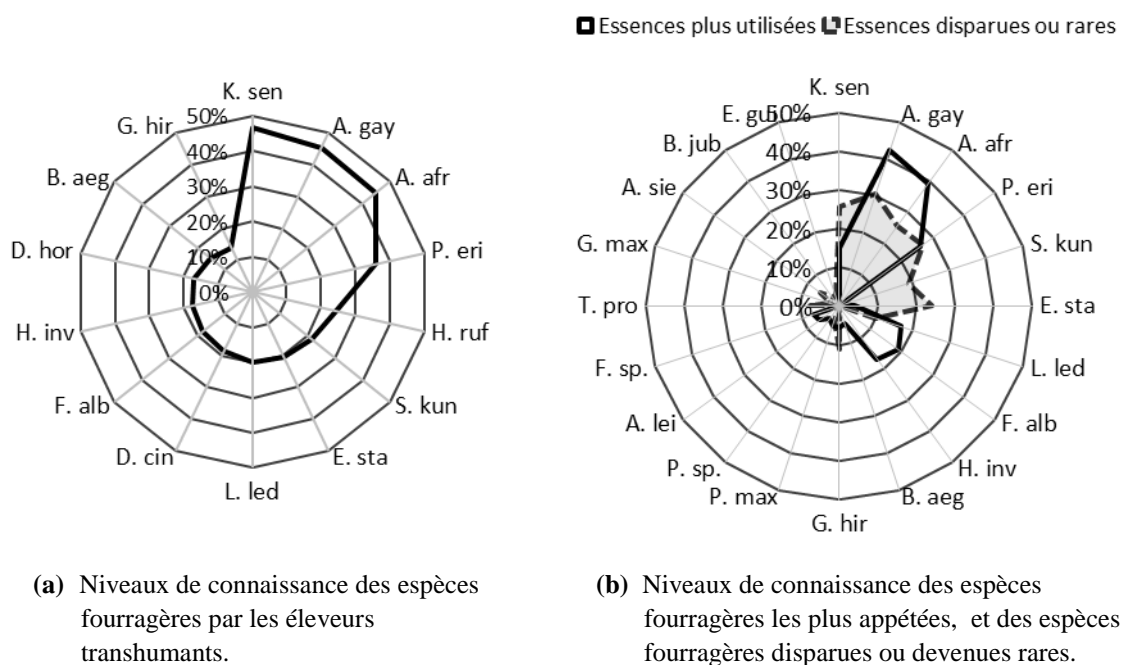 Essences plus utilisées Essences disparues ou rares
K. sen
A. gay
A. afr
P. eri
H. ruf
S. kun
E. sta
L. led
D. cin
F. alb
H. inv
D. hor
B. aeg
G. hir
50%
40%
30%
20%
10%
0%
K. sen
A. gay
A. afr
P. eri
S. kun
E. sta
L. led
F. alb
H. inv
B. aeg
G. hir
P. max
P. sp.
A. lei
F. sp.
T. pro
G. max
A. sie
B. jub
E. gui
50%
40%
30%
20%
10%
0%
(a) Niveaux de connaissance des espèces
fourragères par les éleveurs
transhumants.
(b) Niveaux de connaissance des espèces
fourragères les plus appétées, et des espèces
fourragères disparues ou devenues rares.